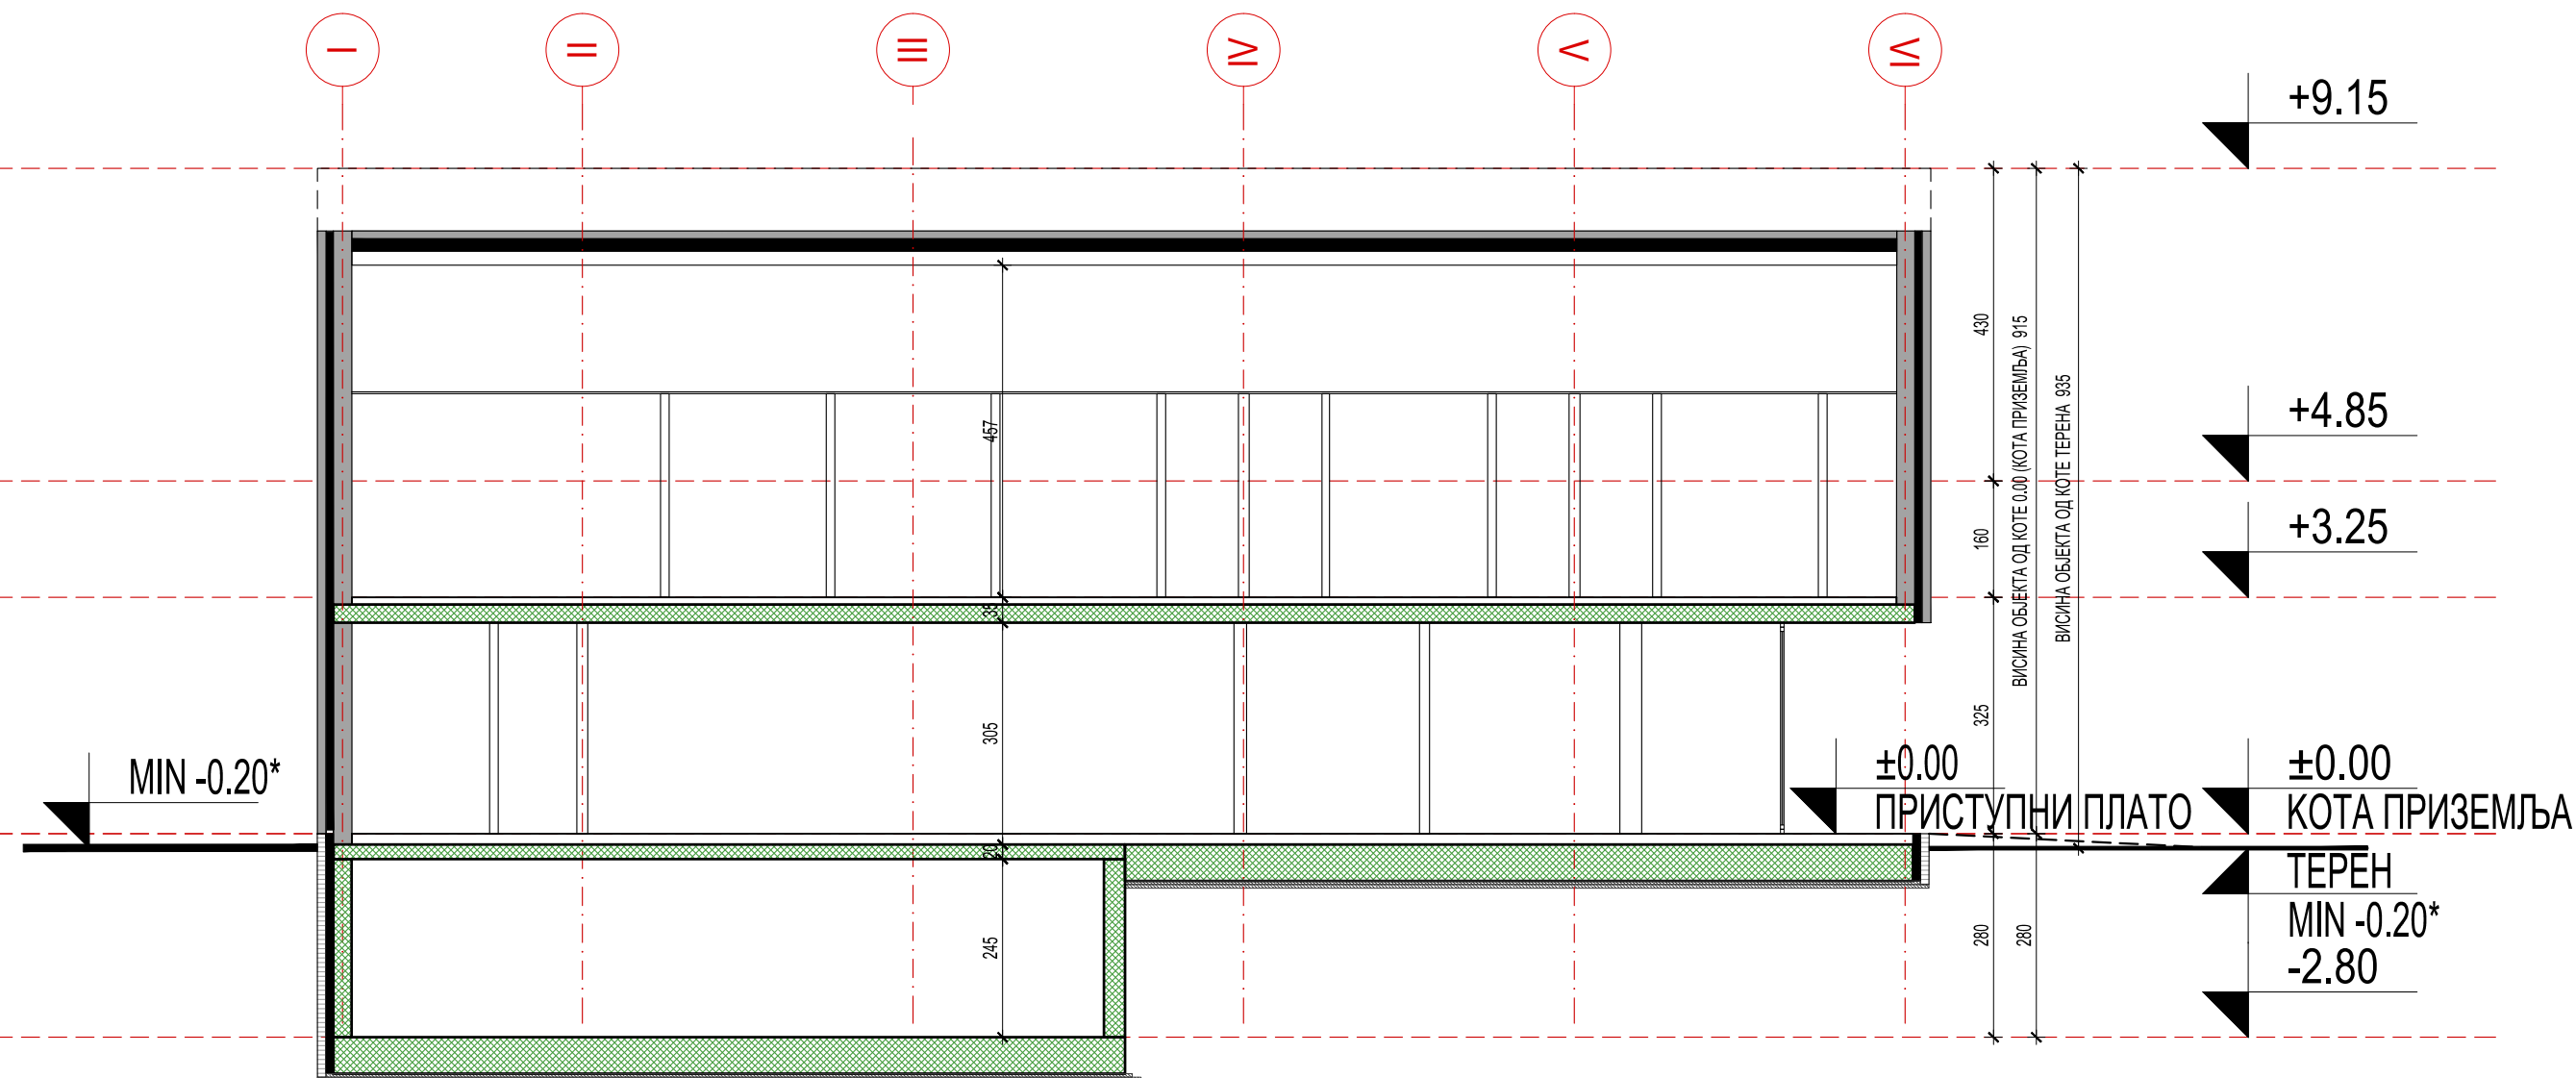 I
II
III
IV
V
VI
+9.15
430
ВИСИНА ОБЈЕКТА ОД КОТЕ 0.00 (КОТА ПРИЗЕМЉА) 915
ВИСИНА ОБЈЕКТА ОД КОТЕ ТЕРЕНА 935
+4.85
457
160
+3.25
35
305
325
MIN -0.20*
±0.00
ПРИСТУПНИ ПЛАТО
±0.00
КОТА ПРИЗЕМЉА
20
ТЕРЕН
MIN -0.20*
245
280
280
-2.80